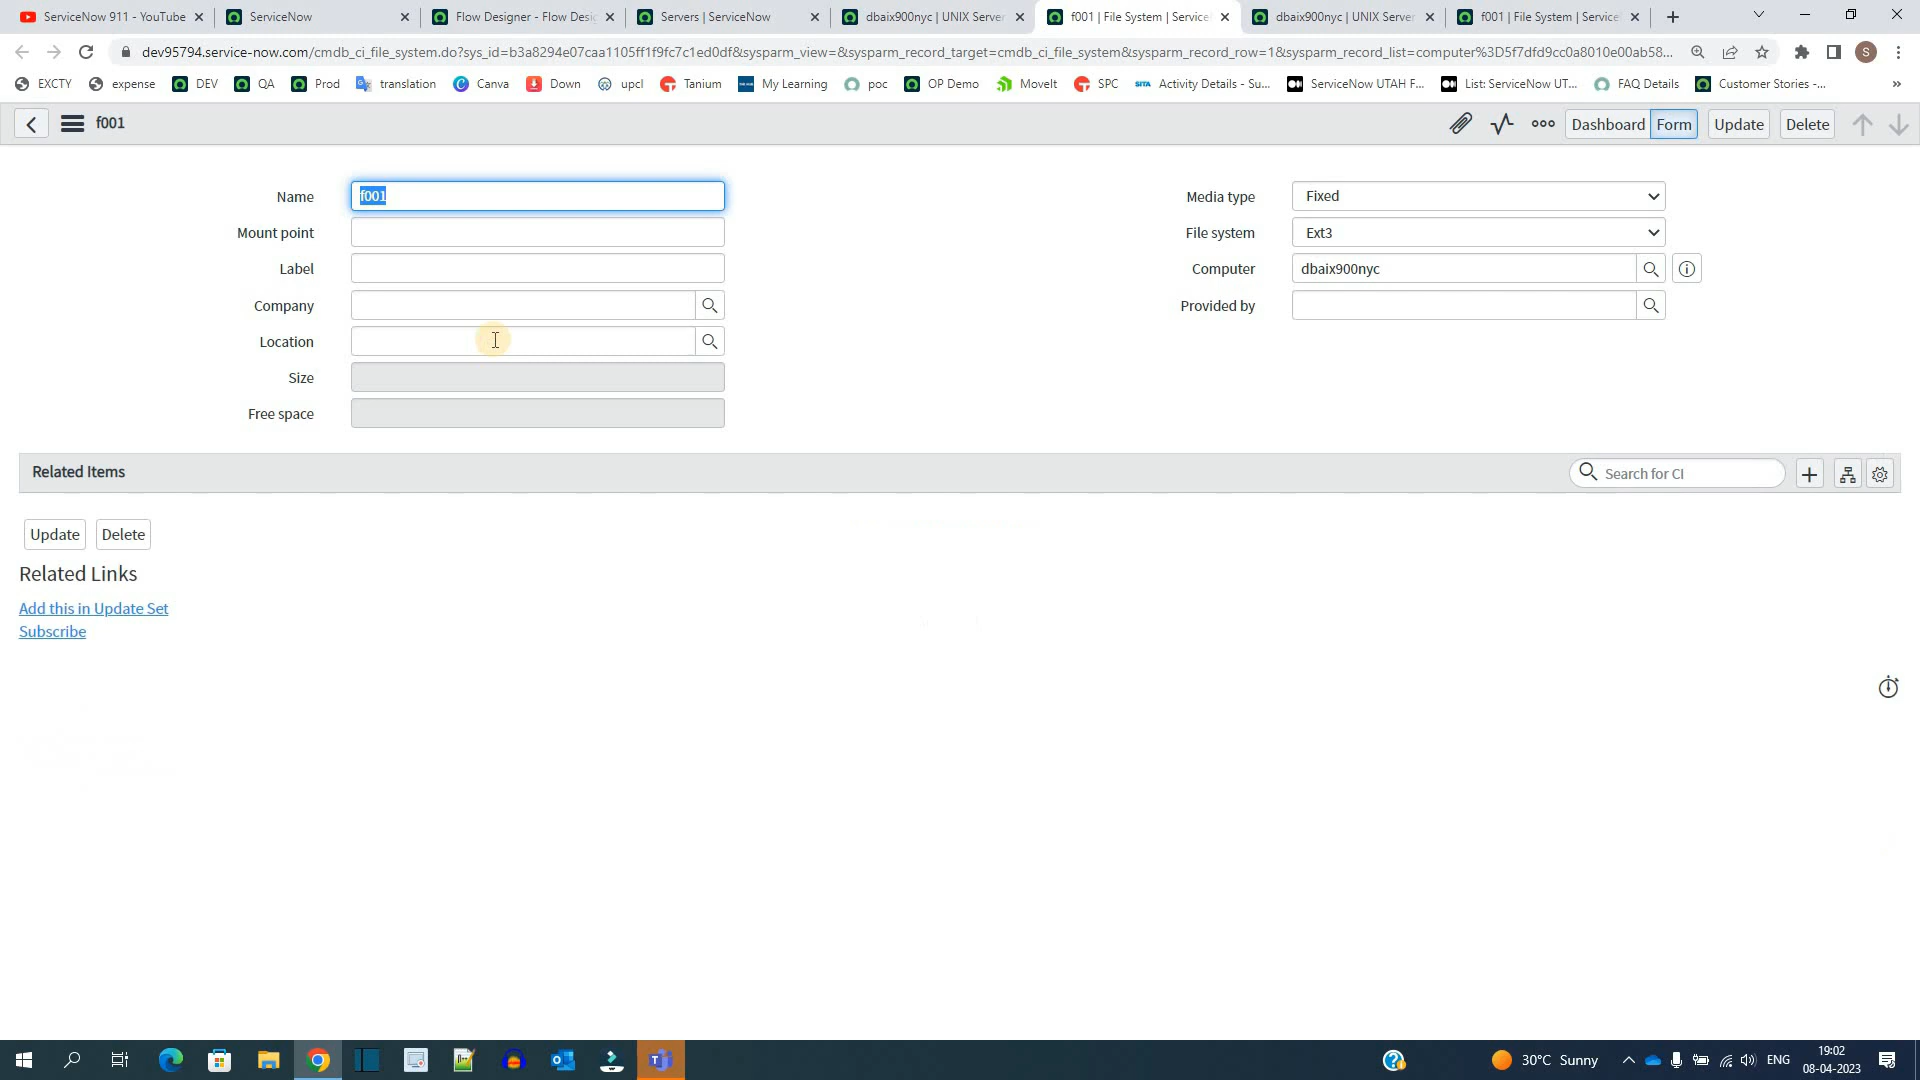 ServiceNow 911 - YouTube
ServiceNow
Flow Designer - Flow Desig
Servers | ServiceNow
dbaix900nyc | UNIX Server
f001 | File System | Service
dbaix900nyc | UNIX Server
f001 | File System | Service
dev95794.service-now.com/cmdb_ci_file_system.do?sys_id=b3a8294e07caa1105ff1f9fc7c1ed0df&sysparm_view=&sysparm_record_target=cmdb_ci_file_system&sysparm_record_row=1&sysparm_record_list=computer%3D5f7dfd9cc0a8010e00ab58...
EXCTY
expense
DEV
QA
Prod
translation
Canva
Down
upcl
Tanium
My Learning
poc
OP Demo
MoveIt
SPC
Activity Details - Su...
ServiceNow UTAH F...
List: ServiceNow UT...
FAQ Details
Customer Stories -...
f001
Dashboard
Form
Update
Delete
Name
f001
Mount point
Label
Company
Location
Size
Free space
Media type
Fixed
File system
Ext3
Computer
dbaix900nyc
Provided by
Related Items
Search for CI
Update
Delete
Related Links
Add this in Update Set
Subscribe
30°C Sunny
ENG
19:02
08-04-2023